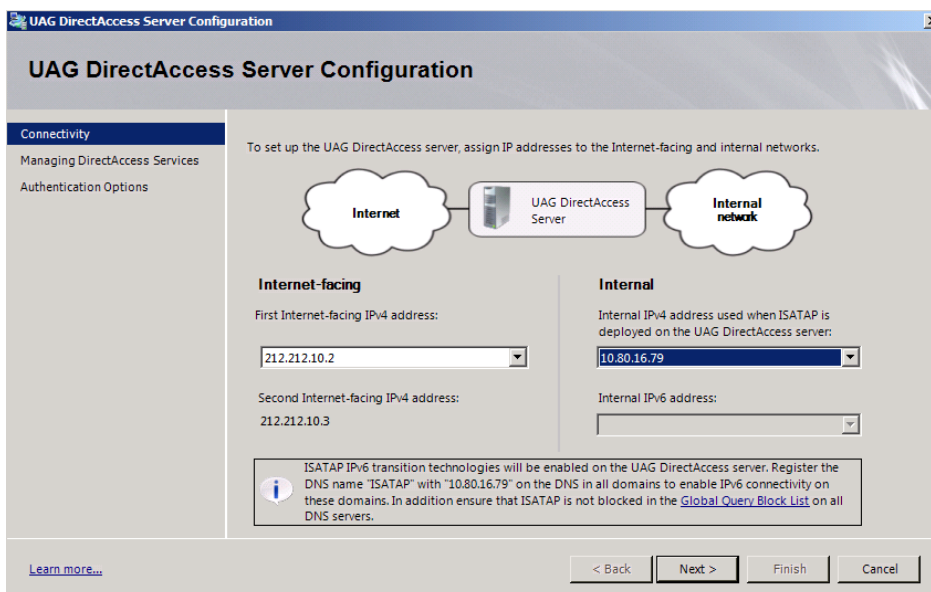 UAG DirectAccess Server Configuration
UAG DirectAccess Server Configuration
Connectivity
Managing DirectAccess Services
Authentication Options
To set up the UAG DirectAccess server, assign IP addresses to the Internet-facing and internal networks.
Internet
UAG DirectAccess
Server
Internal
network
Internet-facing
First Internet-facing IPv4 address:
212.212.10.2
Second Internet-facing IPv4 address:
212.212.10.3
Internal
Internal IPv4 address used when ISATAP is
deployed on the UAG DirectAccess server:
10.80.16.79
Internal IPv6 address:
ISATAP IPv6 transition technologies will be enabled on the UAG DirectAccess server. Register the
DNS name "ISATAP" with "10.80.16.79" on the DNS in all domains to enable IPv6 connectivity on
these domains. In addition ensure that ISATAP is not blocked in the Global Query Block List on all
DNS servers.
Learn more...
< Back
Next >
Finish
Cancel